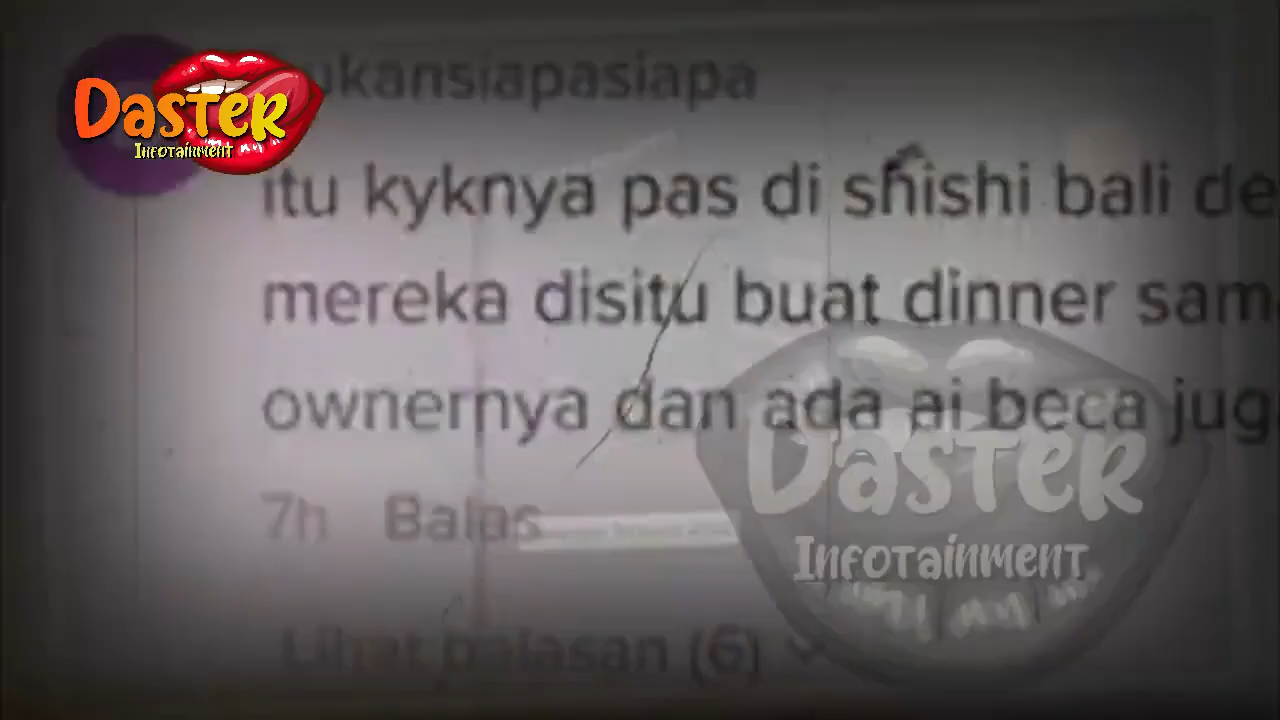 ukansiapasiapa
DASTER
INFOTAINMENT
itu kyknya pas di shishi bali de
mereka disitu buat dinner sam
ownernya dan ada ai beca jug
DASTER
INFOTAINMENT
7h Balas
Lihat balasan (6)